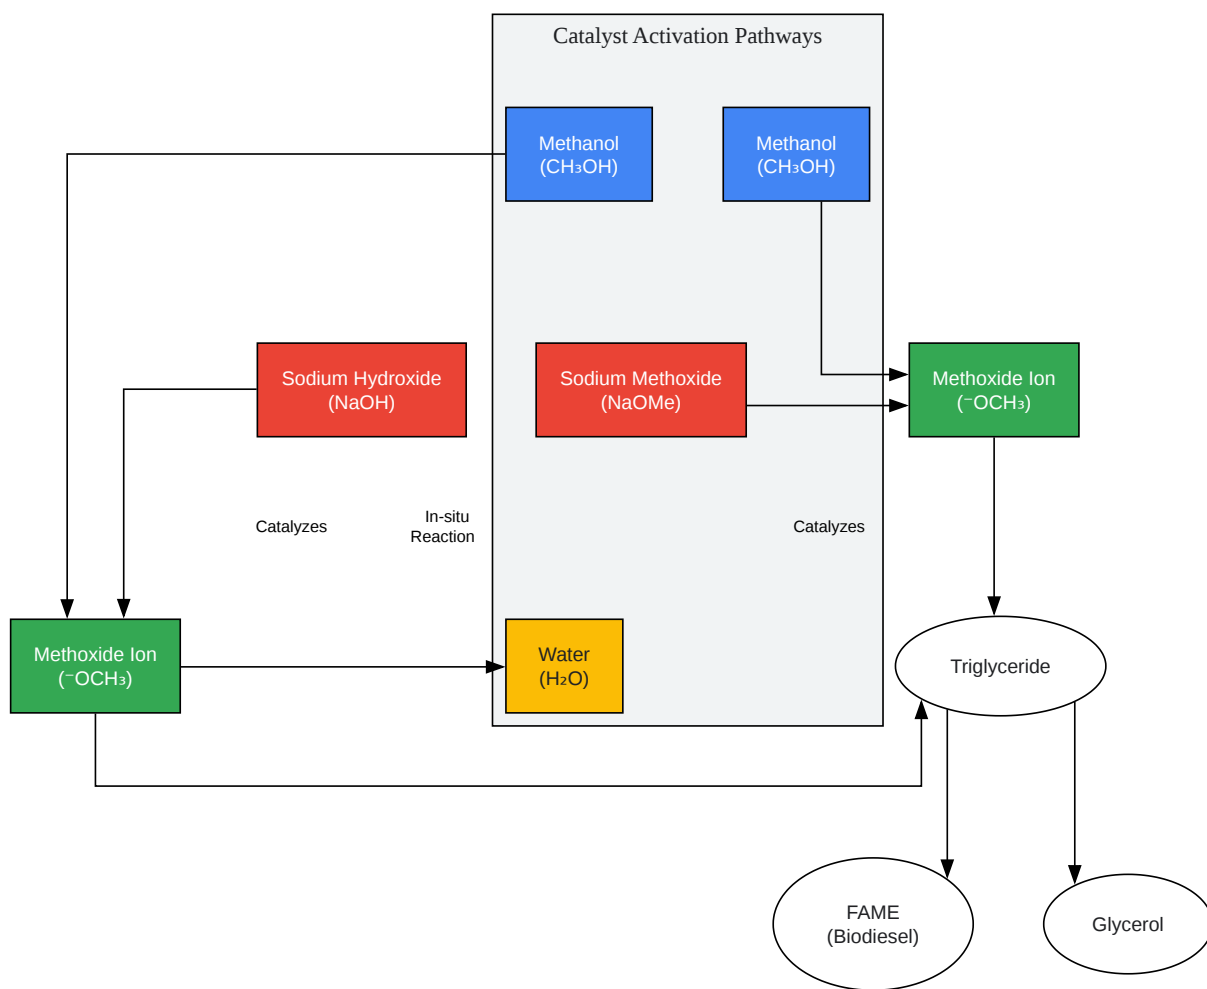 Catalyst Activation Pathways
Methanol
(CH₃OH)
Methanol
(CH₃OH)
Sodium Hydroxide
(NaOH)
Sodium Methoxide
(NaOMe)
Methoxide Ion
(⁻OCH₃)
Catalyzes
In-situ
Reaction
Catalyzes
Methoxide Ion
(⁻OCH₃)
Water
(H₂O)
Triglyceride
FAME
(Biodiesel)
Glycerol